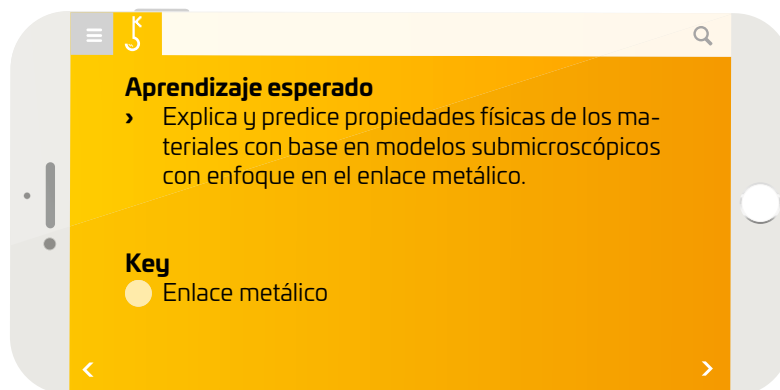 Aprendizaje esperado
› Explica y predice propiedades físicas de los ma-
teriales con base en modelos submicroscópicos
con enfoque en el enlace metálico.
Key
Enlace metálico